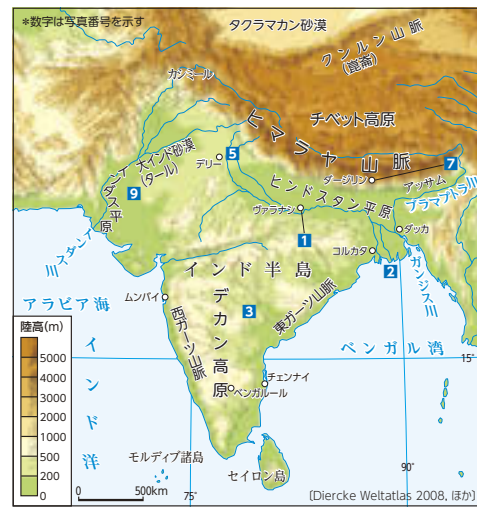 *数字は写真番号を示す
タクラマカン砂漠
クンルン山脈
(崑崙)
カシミール
チベット高原
ヒマラヤ山脈
大インド砂漠
(タール)
デリー
5
7
ダージリン
アッサム
ブラマプトラ川
インダス平原
9
ヒンドスタン平原
ヴァラナシ
ダッカ
1
コルカタ
インダス川
2
ガンジス川
インド半島
アラビア海
ムンバイ
デカン高原
3
東ガーツ山脈
西ガーツ山脈
ベンガル湾
陸高(m)
5000
4000
3000
2000
1000
500
200
0
インド洋
15°
チェンナイ
ベンガルール
モルディブ諸島
セイロン島
0 500km
75°
90°
〔Diercke Weltatlas 2008, ほか〕